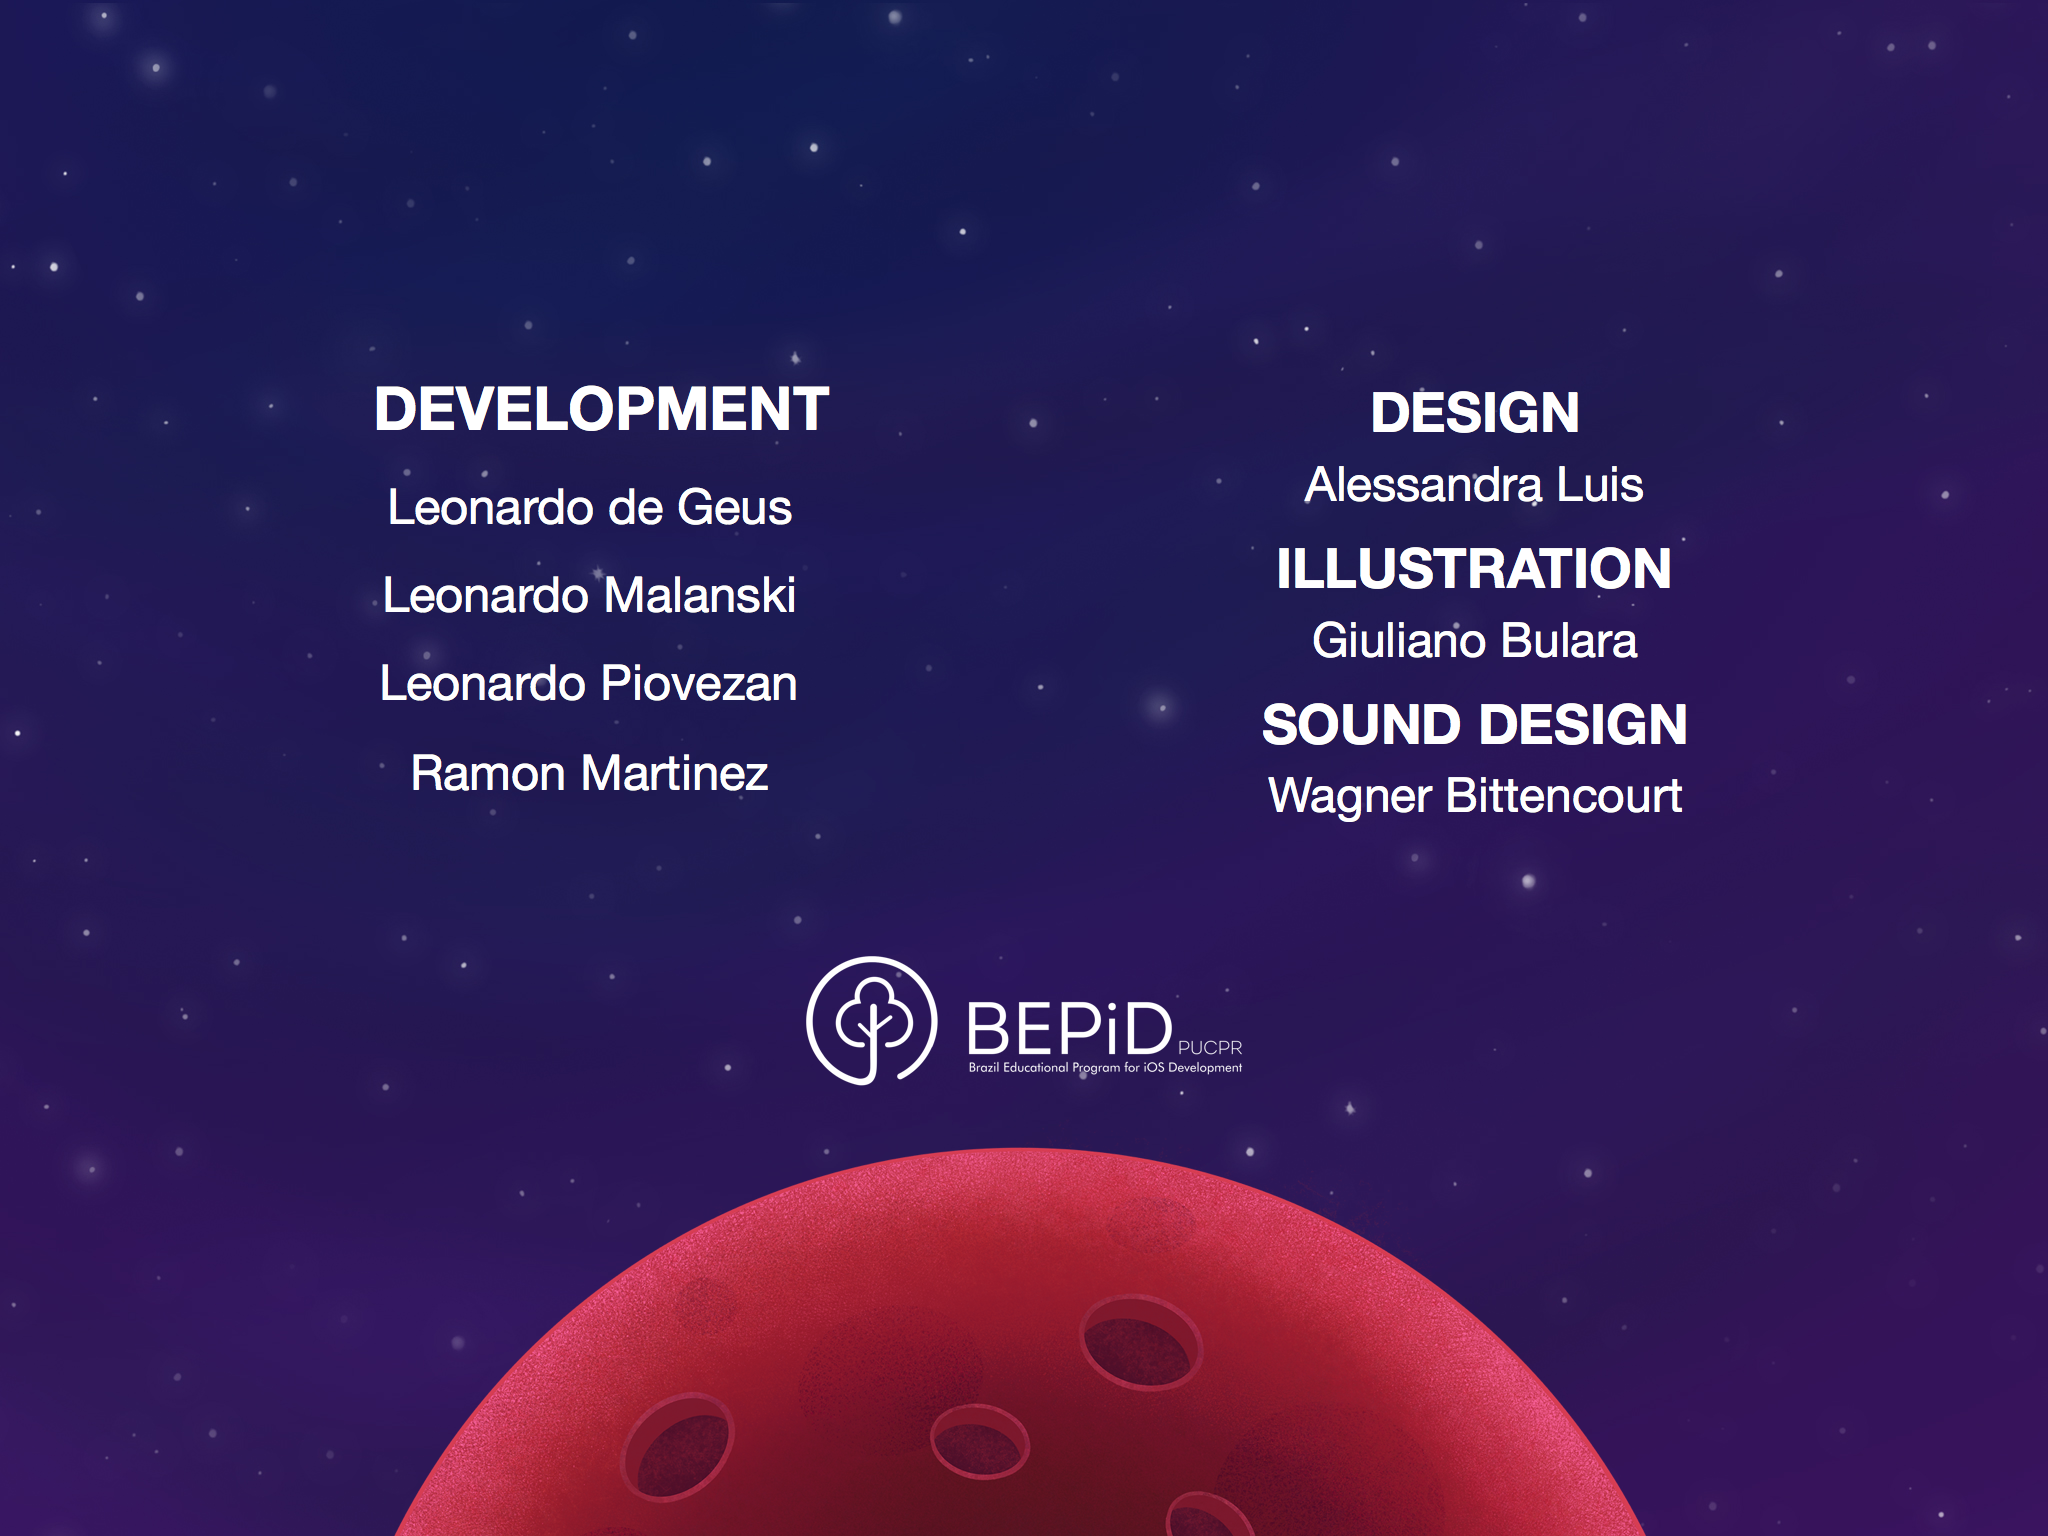 DEVELOPMENT
Leonardo de Geus
Leonardo Malanski
Leonardo Piovezan
Ramon Martinez
DESIGN
Alessandra Luis
ILLUSTRATION
Giuliano Bulara
SOUND DESIGN
Wagner Bittencourt
BEPiD PUCPR
Brazil Educational Program for iOS Development